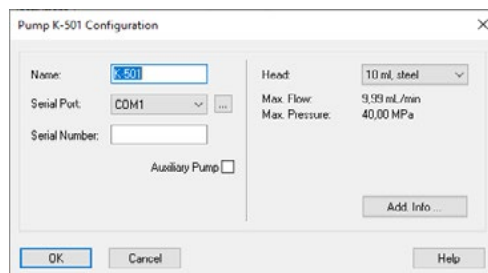 Pump K-501 Configuration
Name: K-501
Serial Port: COM1 ...
Serial Number:
Auxiliary Pump
Head: 10 ml, steel
Max. Flow: 9,99 mL/min
Max. Pressure: 40,00 MPa
Add. Info ...
OK Cancel Help